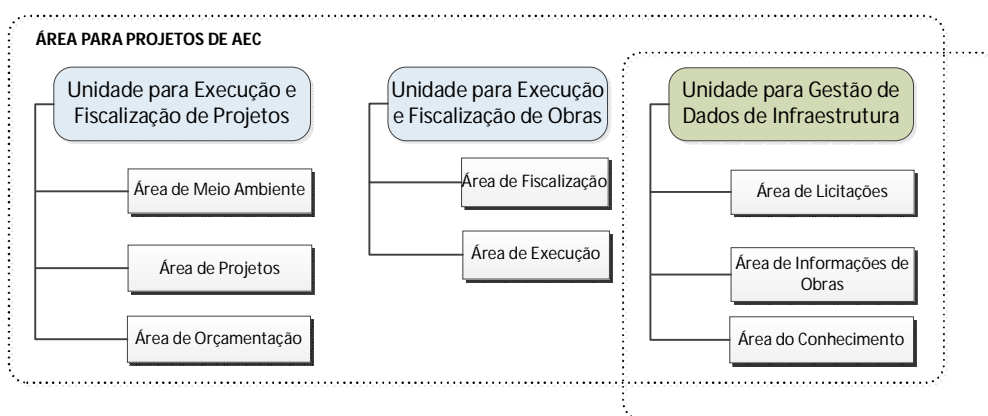 ÁREA PARA PROJETOS DE AEC
Unidade para Execução e
Fiscalização de Projetos
Área de Meio Ambiente
Área de Projetos
Área de Orçamentação
Unidade para Execução
e Fiscalização de Obras
Área de Fiscalização
Área de Execução
Unidade para Gestão de
Dados de Infraestrutura
Área de Licitações
Área de Informações de
Obras
Área do Conhecimento